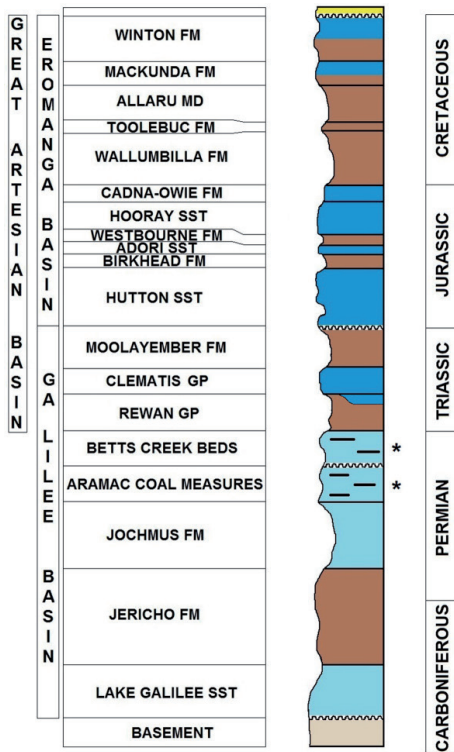 GREAT ARTESIAN BASIN
EROMANGA BASIN
GALILEE BASIN
WINTON FM
MACKUNDA FM
ALLARU MD
TOOLEBUC FM
WALLUMBILLA FM
CADNA-OWIE FM
HOORAY SST
WESTBOURNE FM
ADORI SST
BIRKHEAD FM
HUTTON SST
MOOLAYEMBER FM
CLEMATIS GP
REWAN GP
BETTS CREEK BEDS
ARAMAC COAL MEASURES
JOCHMUS FM
JERICHO FM
LAKE GALILEE SST
BASEMENT
*
*
CRETACEOUS
JURASSIC
TRIASSIC
PERMIAN
CARBONIFEROUS